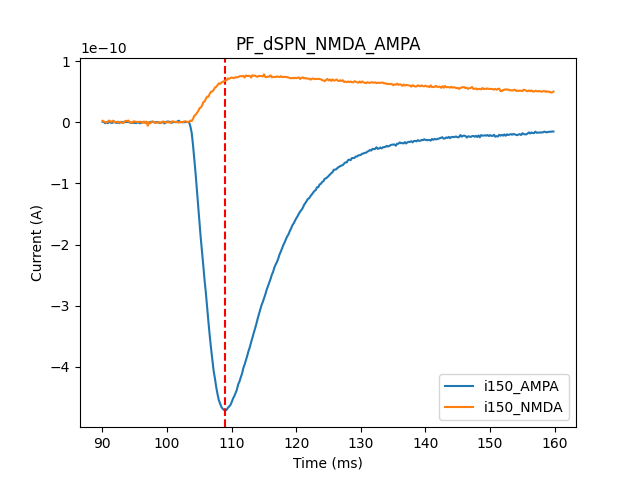 PF_dSPN_NMDA_AMPA
1e−10
1
0
−1
−2
−3
−4
Current (A)
90 100 110 120 130 140 150 160
Time (ms)
i150_AMPA
i150_NMDA